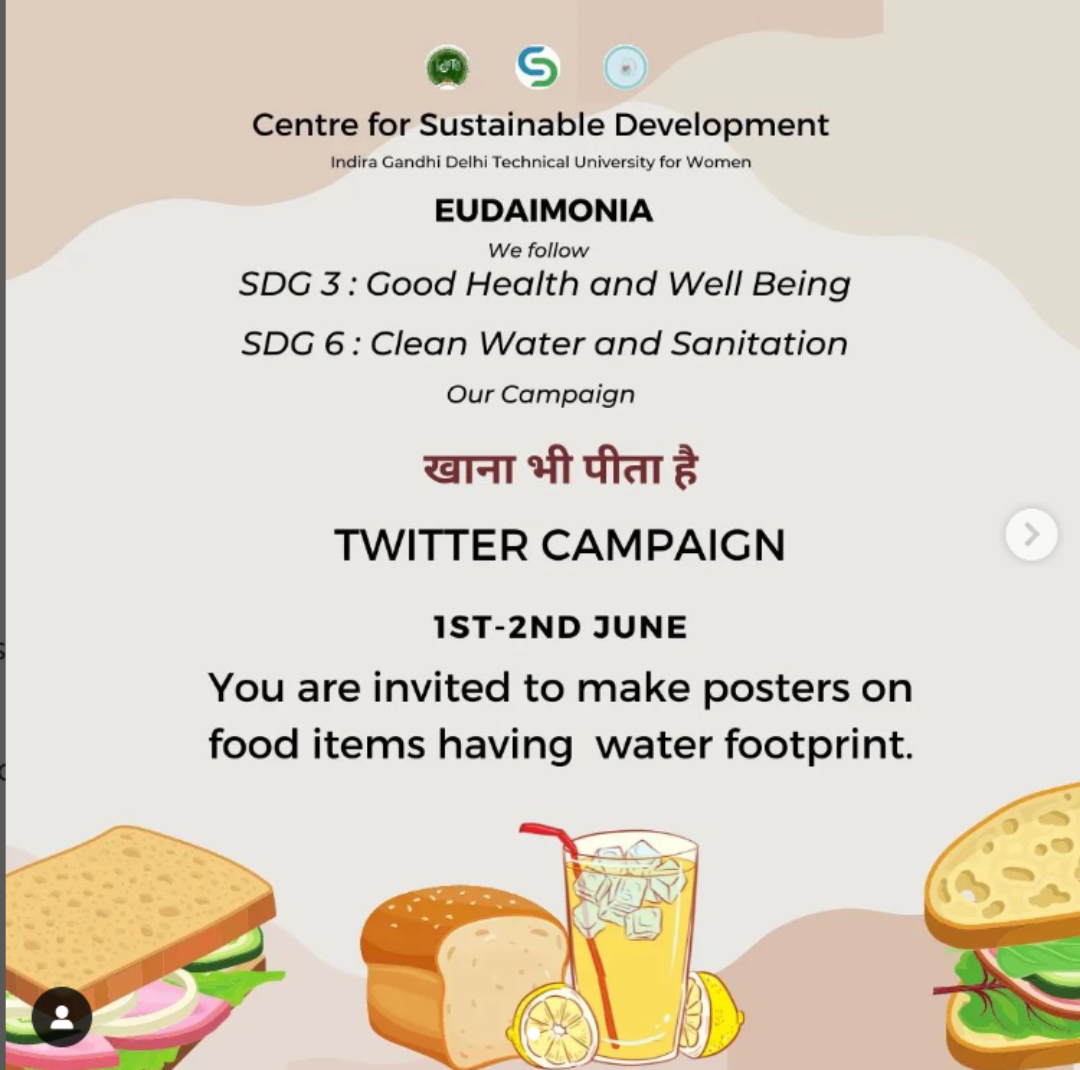 Centre for Sustainable Development
Indira Gandhi Delhi Technical University for Women
EUDAIMONIA
We follow
SDG 3 : Good Health and Well Being
SDG 6 : Clean Water and Sanitation
Our Campaign
खाना भी पीता है
TWITTER CAMPAIGN
1ST-2ND JUNE
You are invited to make posters on
food items having water footprint.